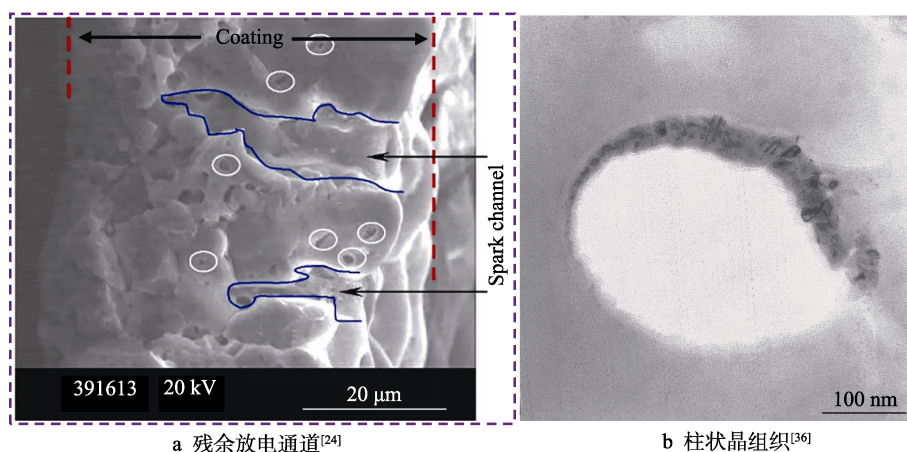 Coating
Spark channel
391613 20 kV
20 μm
100 nm
a 残余放电通道[24]
b 柱状晶组织[36]